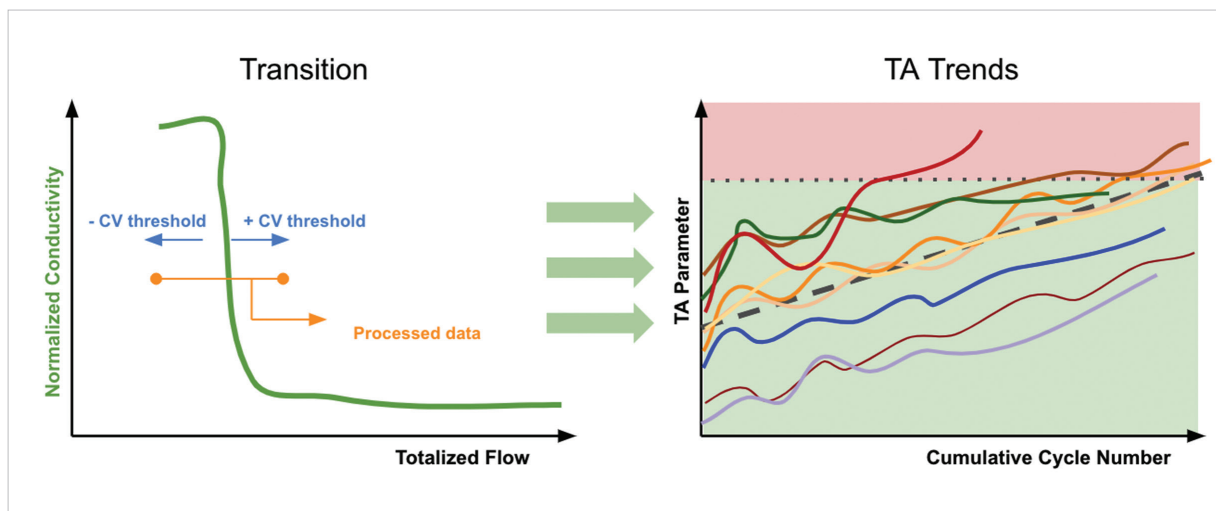 Transition
Normalized Conductivity
- CV threshold
+ CV threshold
Processed data
Totalized Flow
TA Trends
TA Parameter
Cumulative Cycle Number